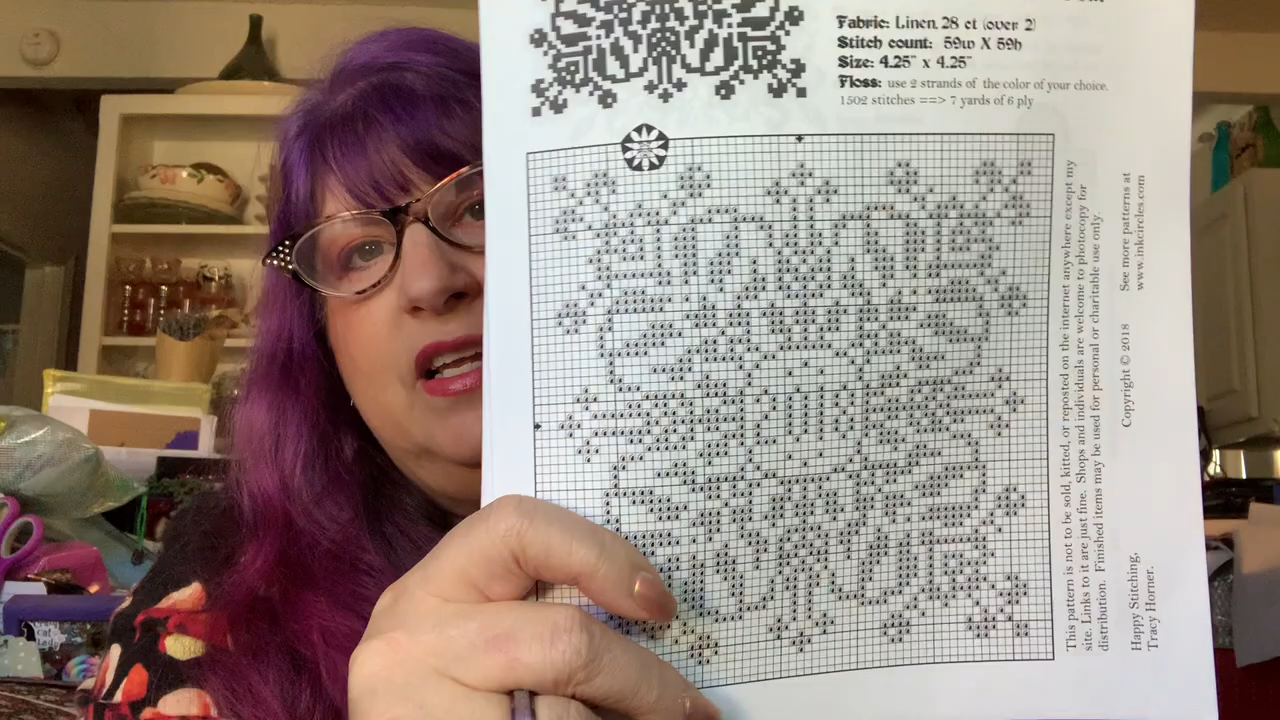 Fabric: Linen, 28 ct (over 2)
Stitch count: 59w X 59h
Size: 4.25" x 4.25"
Floss: use 2 strands of the color of your choice.
1502 stitches ==> 7 yards of 6 ply
This pattern is not to be sold, kitted, or reposted on the internet anywhere except my
site. Links to it are just fine. Shops and individuals are welcome to photocopy for
distribution. Finished items may be used for personal or charitable use only.
Happy Stitching,
Tracy Horner.
Copyright © 2018
See more patterns at
www.inkcircles.com